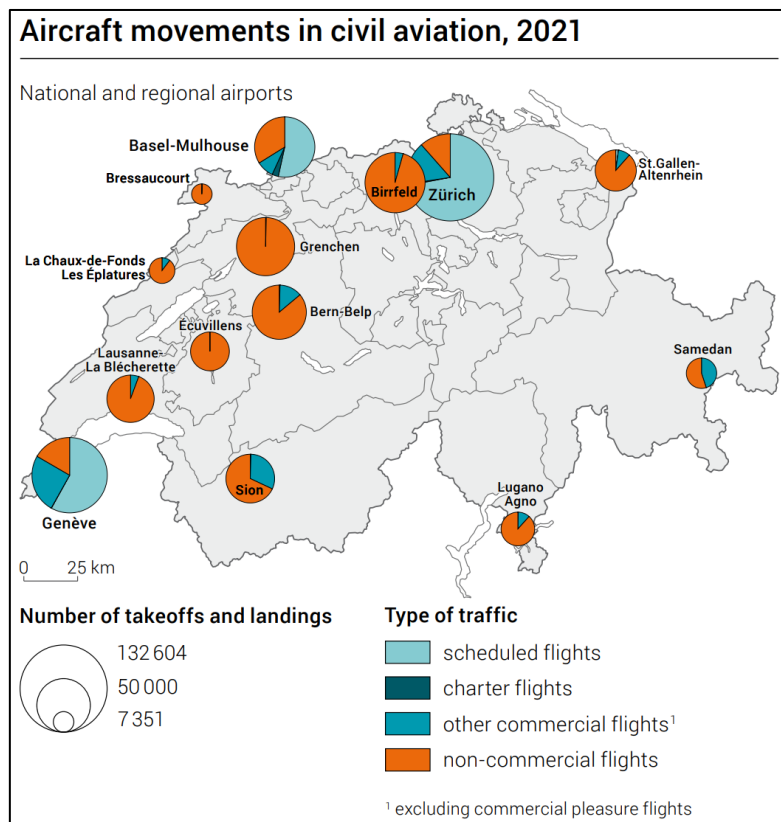 Aircraft movements in civil aviation, 2021
National and regional airports
Basel-Mulhouse
Bressaucourt
Birrfeld
Zürich
St.Gallen-
Altenrhein
Grenchen
La Chaux-de-Fonds
Les Éplatures
Bern-Belp
Écuvillens
Lausanne-
La Blécherette
Samedan
Sion
Genève
Lugano
Agno
0 25 km
Number of takeoffs and landings
132 604
50 000
7 351
Type of traffic
scheduled flights
charter flights
other commercial flights¹
non-commercial flights
¹ excluding commercial pleasure flights